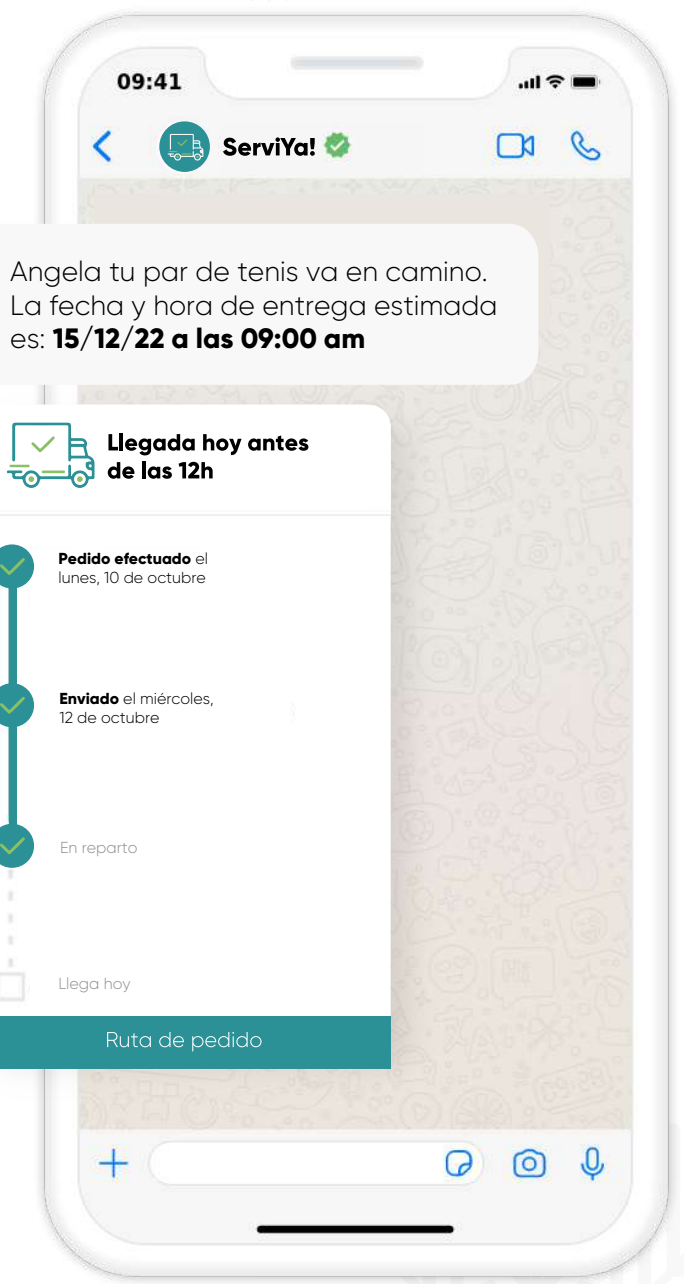 09:41
ServiYa!
Angela tu par de tenis va en camino.
La fecha y hora de entrega estimada
es: 15/12/22 a las 09:00 am
Llegada hoy antes
de las 12h
Pedido efectuado el
lunes, 10 de octubre
Enviado el miércoles,
12 de octubre
En reparto
Llega hoy
Ruta de pedido